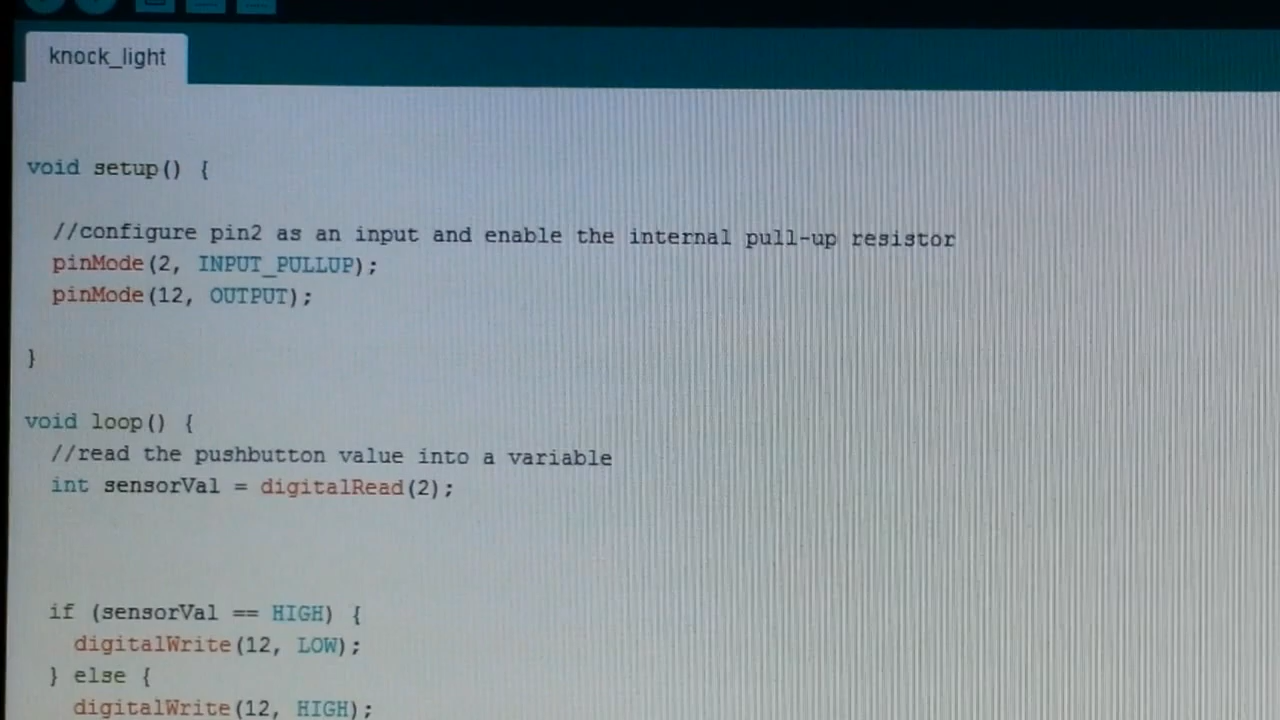 knock_light
void setup() {
//configure pin2 as an input and enable the internal pull-up resistor
pinMode(2, INPUT_PULLUP);
pinMode(12, OUTPUT);
}
void loop() {
//read the pushbutton value into a variable
int sensorVal = digitalRead(2);
if (sensorVal == HIGH) {
digitalWrite(12, LOW);
} else {
digitalWrite(12, HIGH);